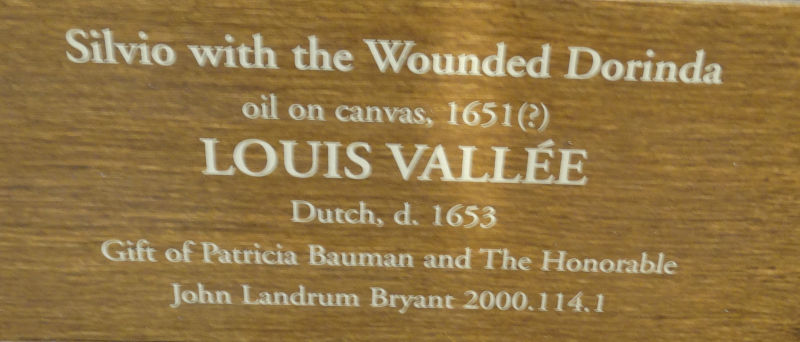 Silvio with the Wounded Dorinda
oil on canvas, 1651(?)
LOUIS VALLÉE
Dutch, d. 1653
Gift of Patricia Bauman and The Honorable
John Landrum Bryant 2000.114.1